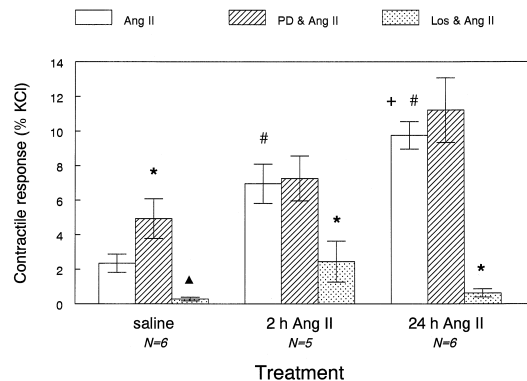 Ang II PD & Ang II Los & Ang II
Contractile response (% KCl)
14
12
10
8
6
4
2
0
+ # 
#
*
*
*
▲
saline 2 h Ang II 24 h Ang II
N=6 N=5 N=6
Treatment